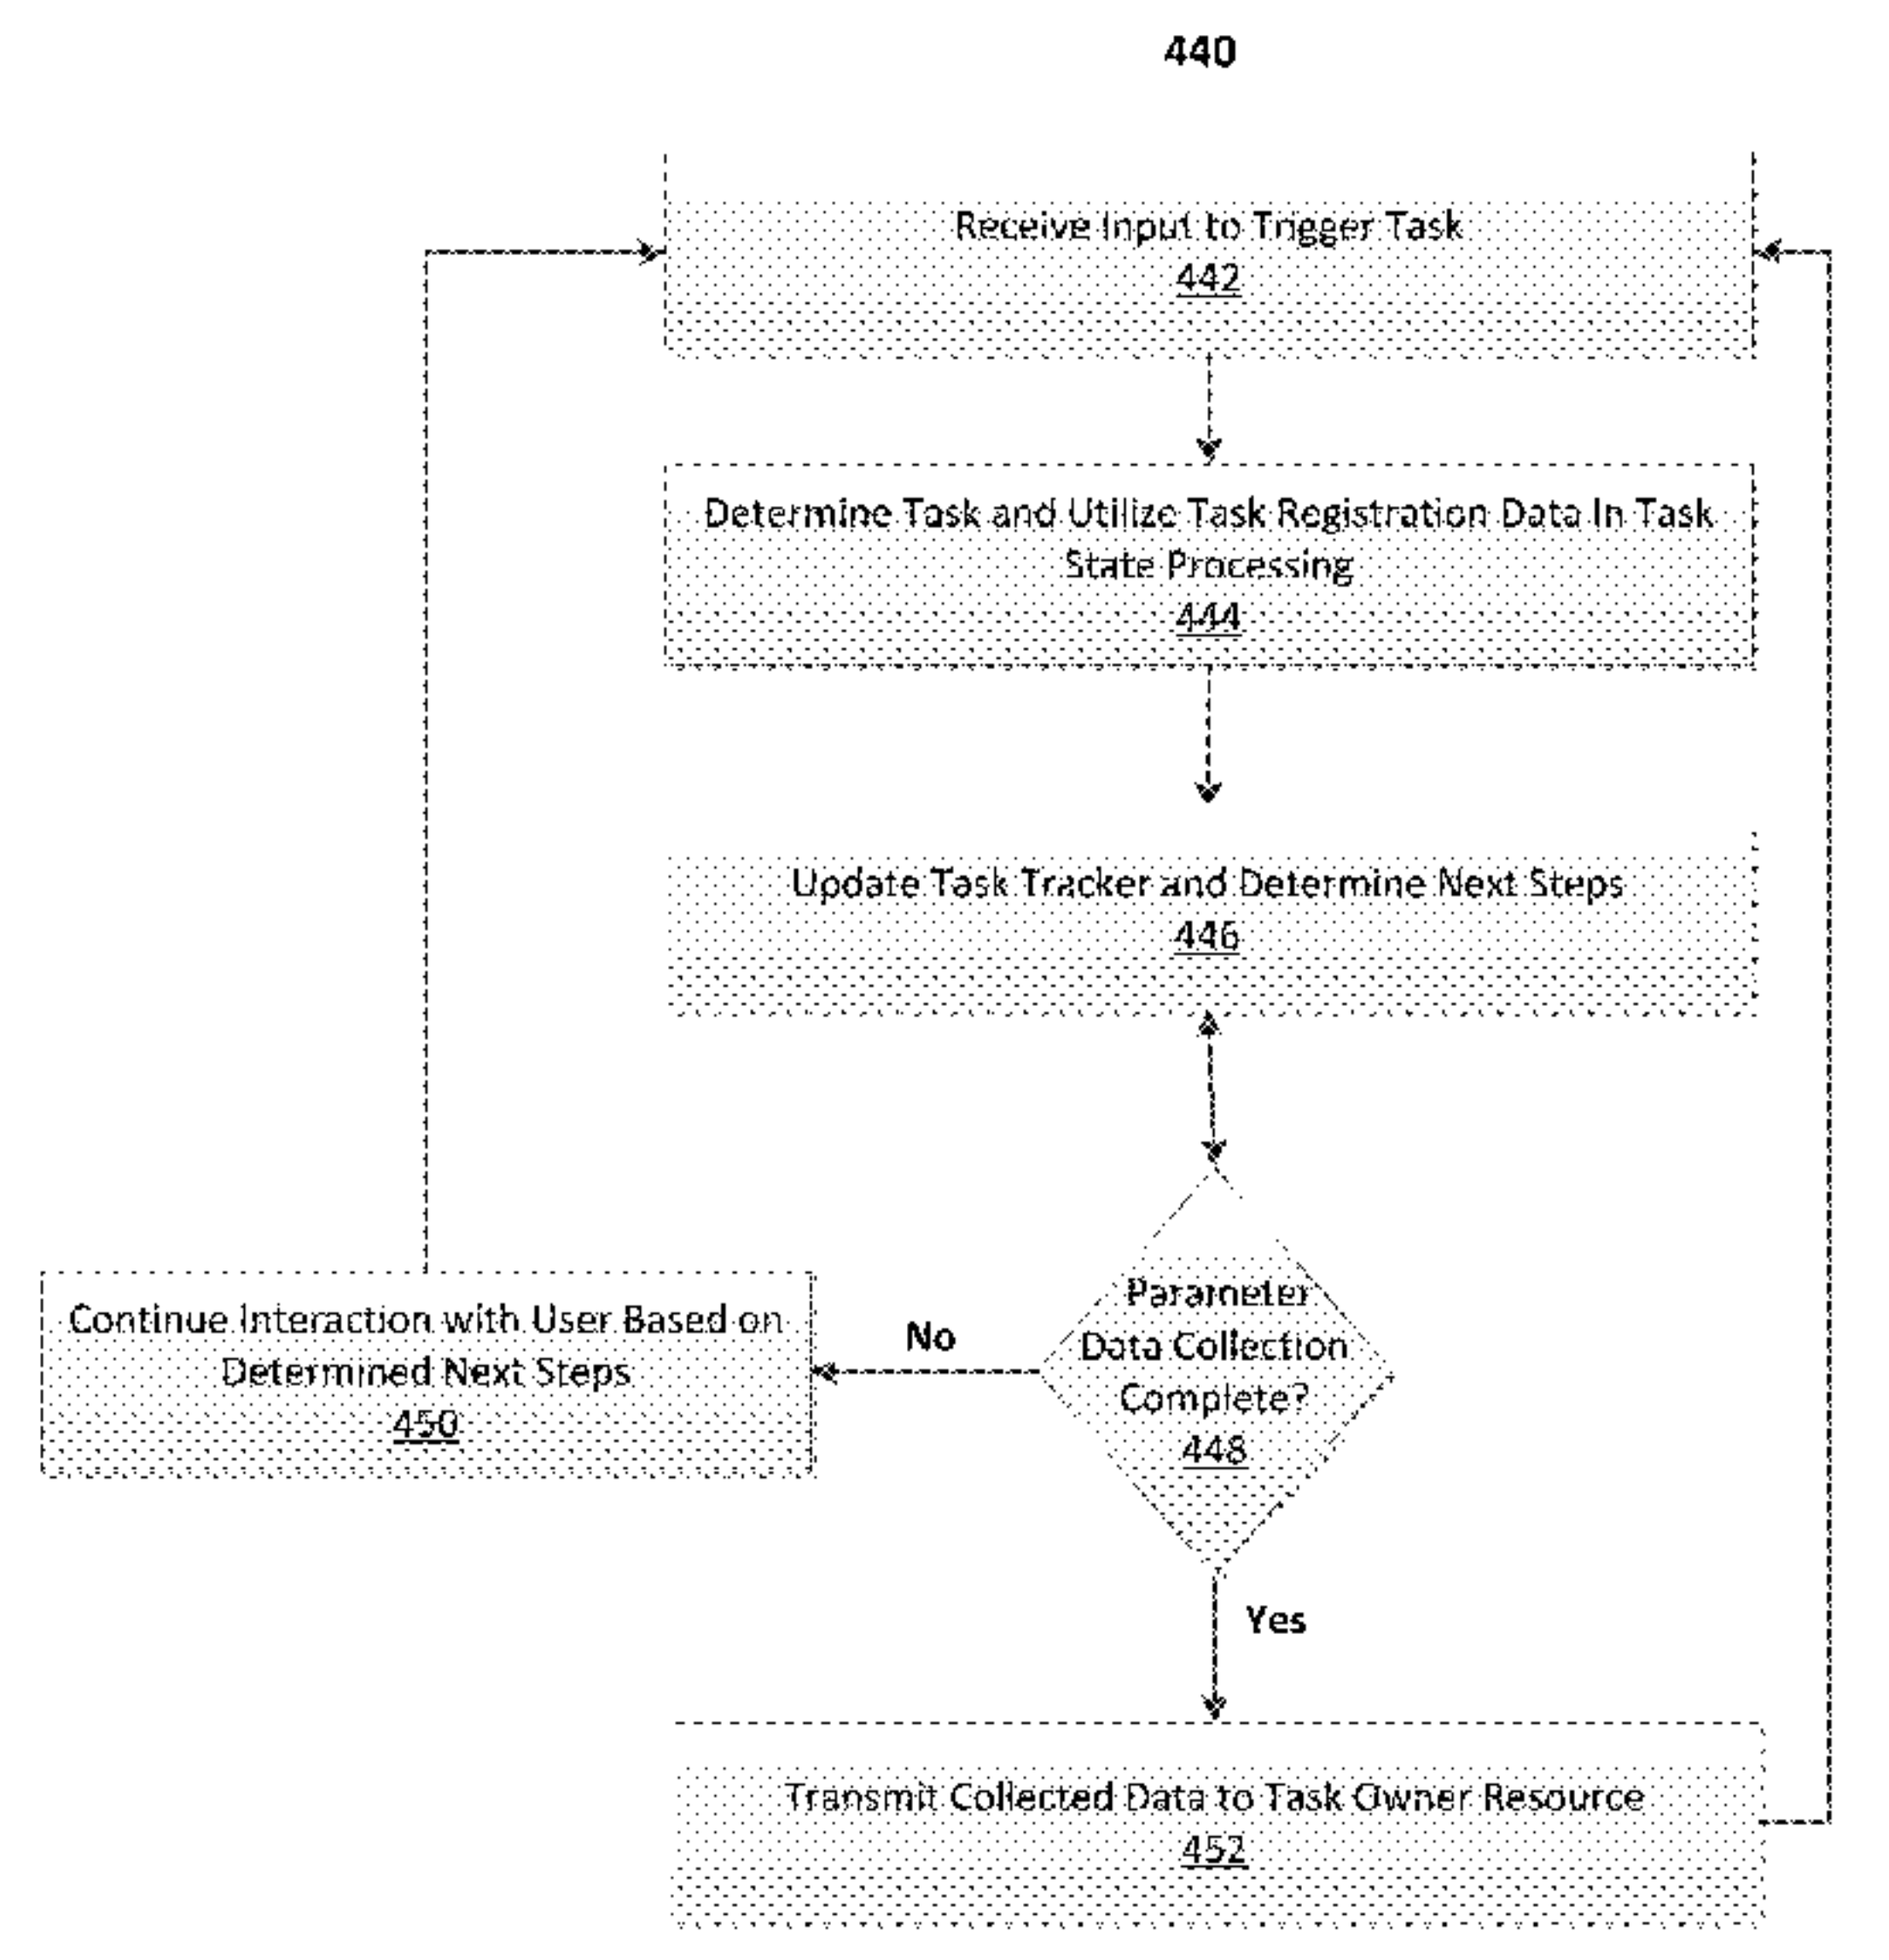 440
Receive Input to Trigger Task
442
Determine Task and Utilize Task Registration Data In Task
State Processing
444
Update Task Tracker and Determine Next Steps
446
Parameter
Data Collection
Complete?
448
No
Continue Interaction with User Based on
Determined Next Steps
450
Yes
Transmit Collected Data to Task Owner Resource
452